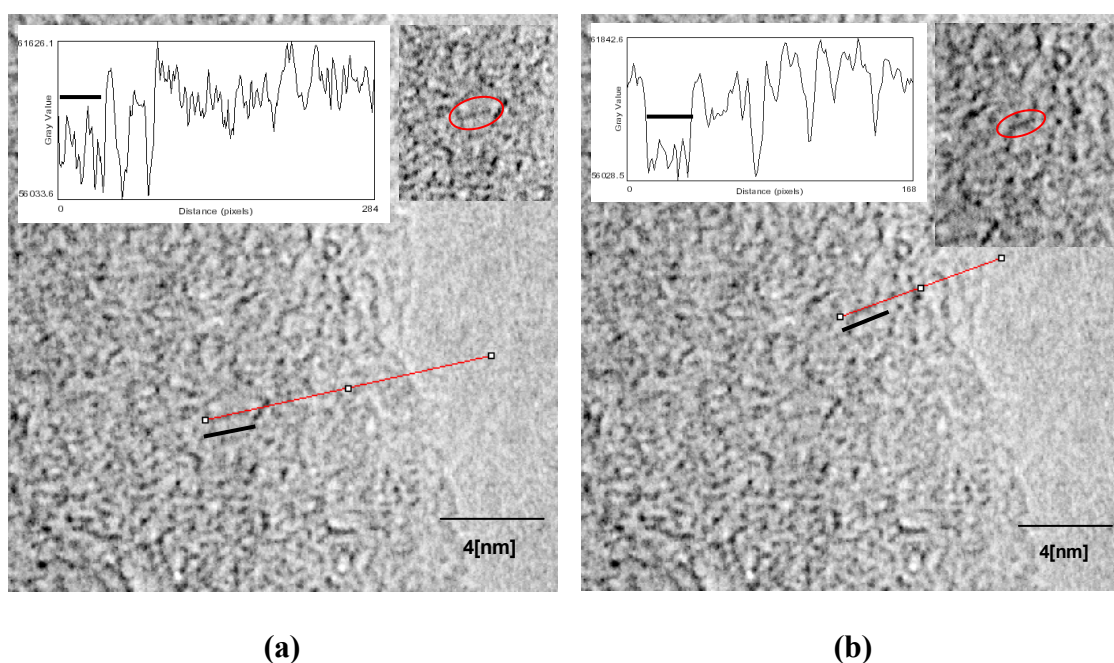 61626.1
Gray Value
56033.6
0
284
Distance (pixels)
4[nm]
(a)
61842.6
Gray Value
56028.5
0
168
Distance (pixels)
4[nm]
(b)